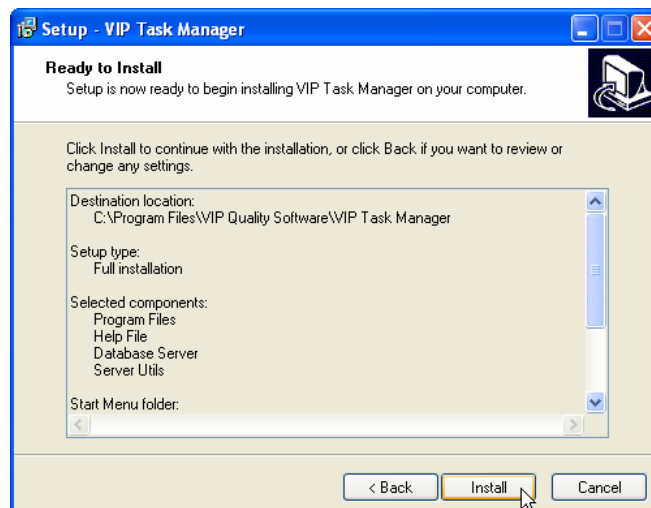 Setup - VIP Task Manager
Ready to Install
Setup is now ready to begin installing VIP Task Manager on your computer.
Click Install to continue with the installation, or click Back if you want to review or
change any settings.
Destination location:
C:\Program Files\VIP Quality Software\VIP Task Manager
Setup type:
Full installation
Selected components:
Program Files
Help File
Database Server
Server Utils
Start Menu folder:
< Back
Install
Cancel